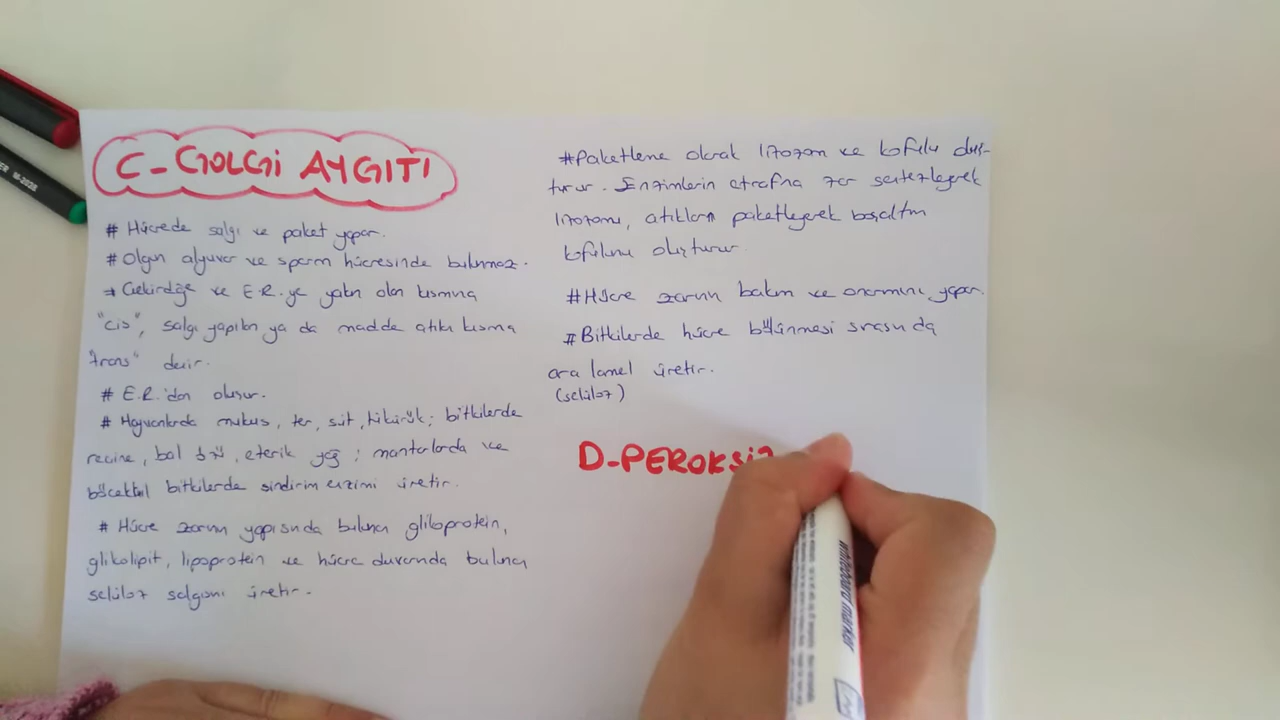 C- GOLGİ AYGITI
# Hücrede salgı ve paket yapar.
# Olgun alyuvar ve sperm hücresinde bulunmaz.
→ Çekirdeğe ve E.R.ye yakın olan kısmına
"cis", salgı yapılan ya da madde atılan kısma
"trans" denir.
# E.R.'dan oluşur.
# Hayvanlarda mukus, ter, süt, tükürük; bitkilerde
reçine, bal özü, eterik yağ; mantarlarda ve
böcekçil bitkilerde sindirim enzimi üretir.
# Hücre zarının yapısında bulunan glikoprotein,
glikolipit, lipoprotein ve hücre duvarında bulunan
selüloz salgısını üretir.
# Paketleme olarak lizozom ve kofulu oluş-
turur. Enzimlerin etrafına zar sentezleyerek
lizozomu, atıkları paketleyerek boşaltım
kofulunu oluşturur.
# Hücre zarının bakım ve onarımını yapar.
# Bitkilerde hücre bölünmesi sırasında
ara lamel üretir.
(selüloz)
D-PEROKSİZ
whiteboard marker